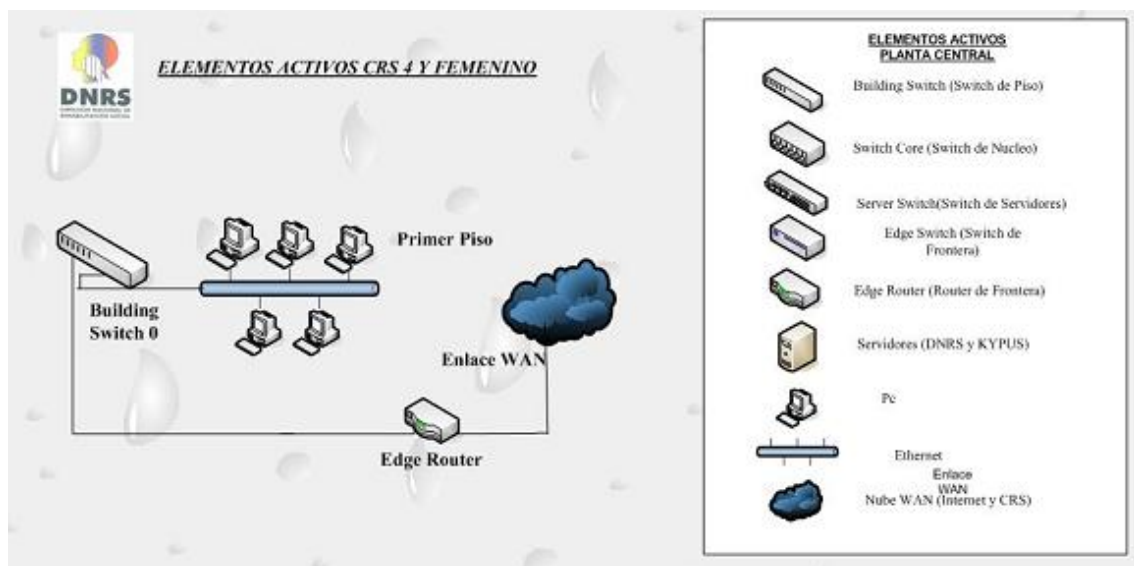 DNRS
ELEMENTOS ACTIVOS CRS 4 Y FEMENINO
Primer Piso
Building
Switch 0
Enlace WAN
Edge Router
ELEMENTOS ACTIVOS
PLANTA CENTRAL
Building Switch (Switch de Piso)
Switch Core (Switch de Nucleo)
Server Switch(Switch de Servidores)
Edge Switch (Switch de
Frontera)
Edge Router (Router de Frontera)
Servidores (DNRS y KYPUS)
Pc
Ethernet
Enlace
WAN
Nube WAN (Internet y CRS)